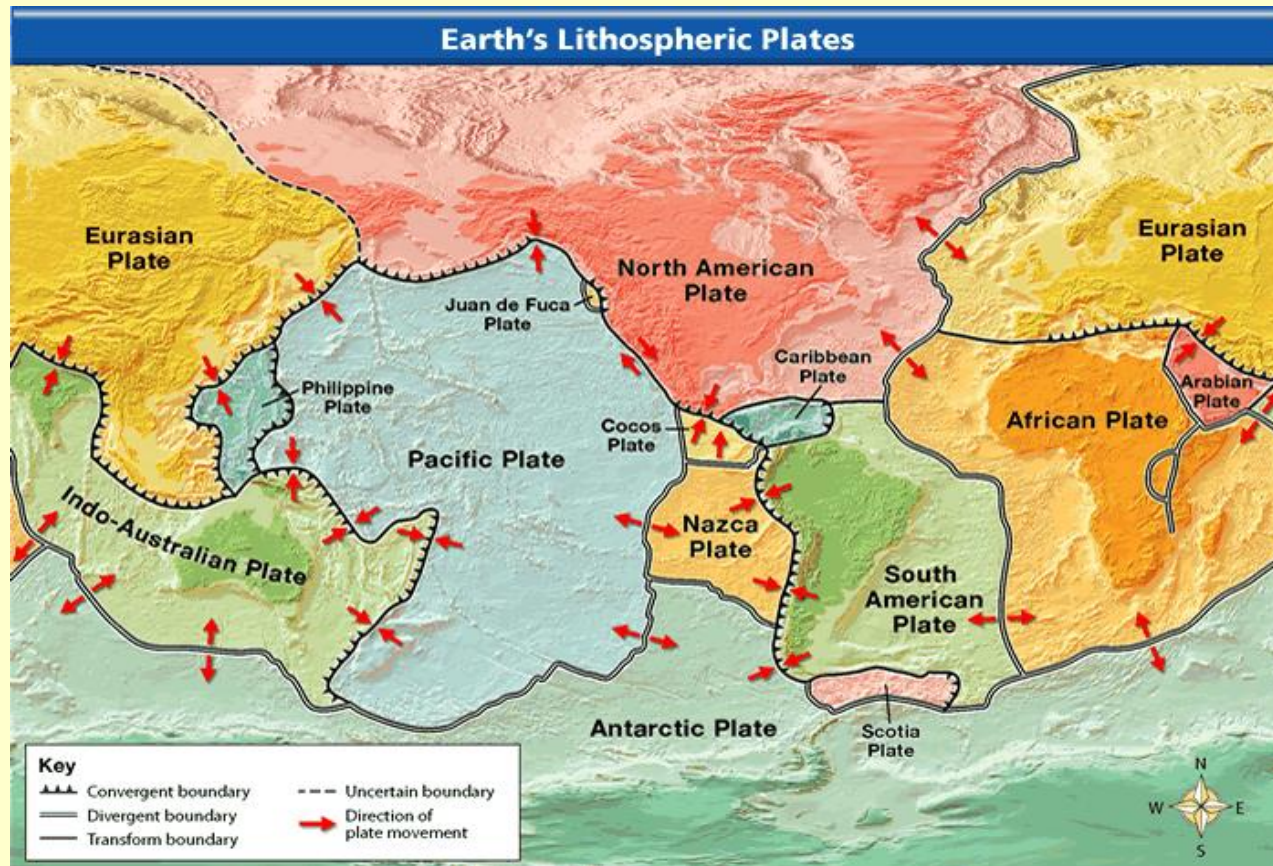 Earth's Lithospheric Plates
Eurasian
Plate
North American
Plate
Eurasian
Plate
Juan de Fuca
Plate
Caribbean
Plate
Philippine
Plate
Arabian
Plate
African Plate
Cocos
Plate
Pacific Plate
Indo-Australian Plate
Nazca
Plate
South
American
Plate
Antarctic Plate
Scotia
Plate
Key
Convergent boundary
Divergent boundary
Transform boundary
Uncertain boundary
Direction of
plate movement
N
W
E
S